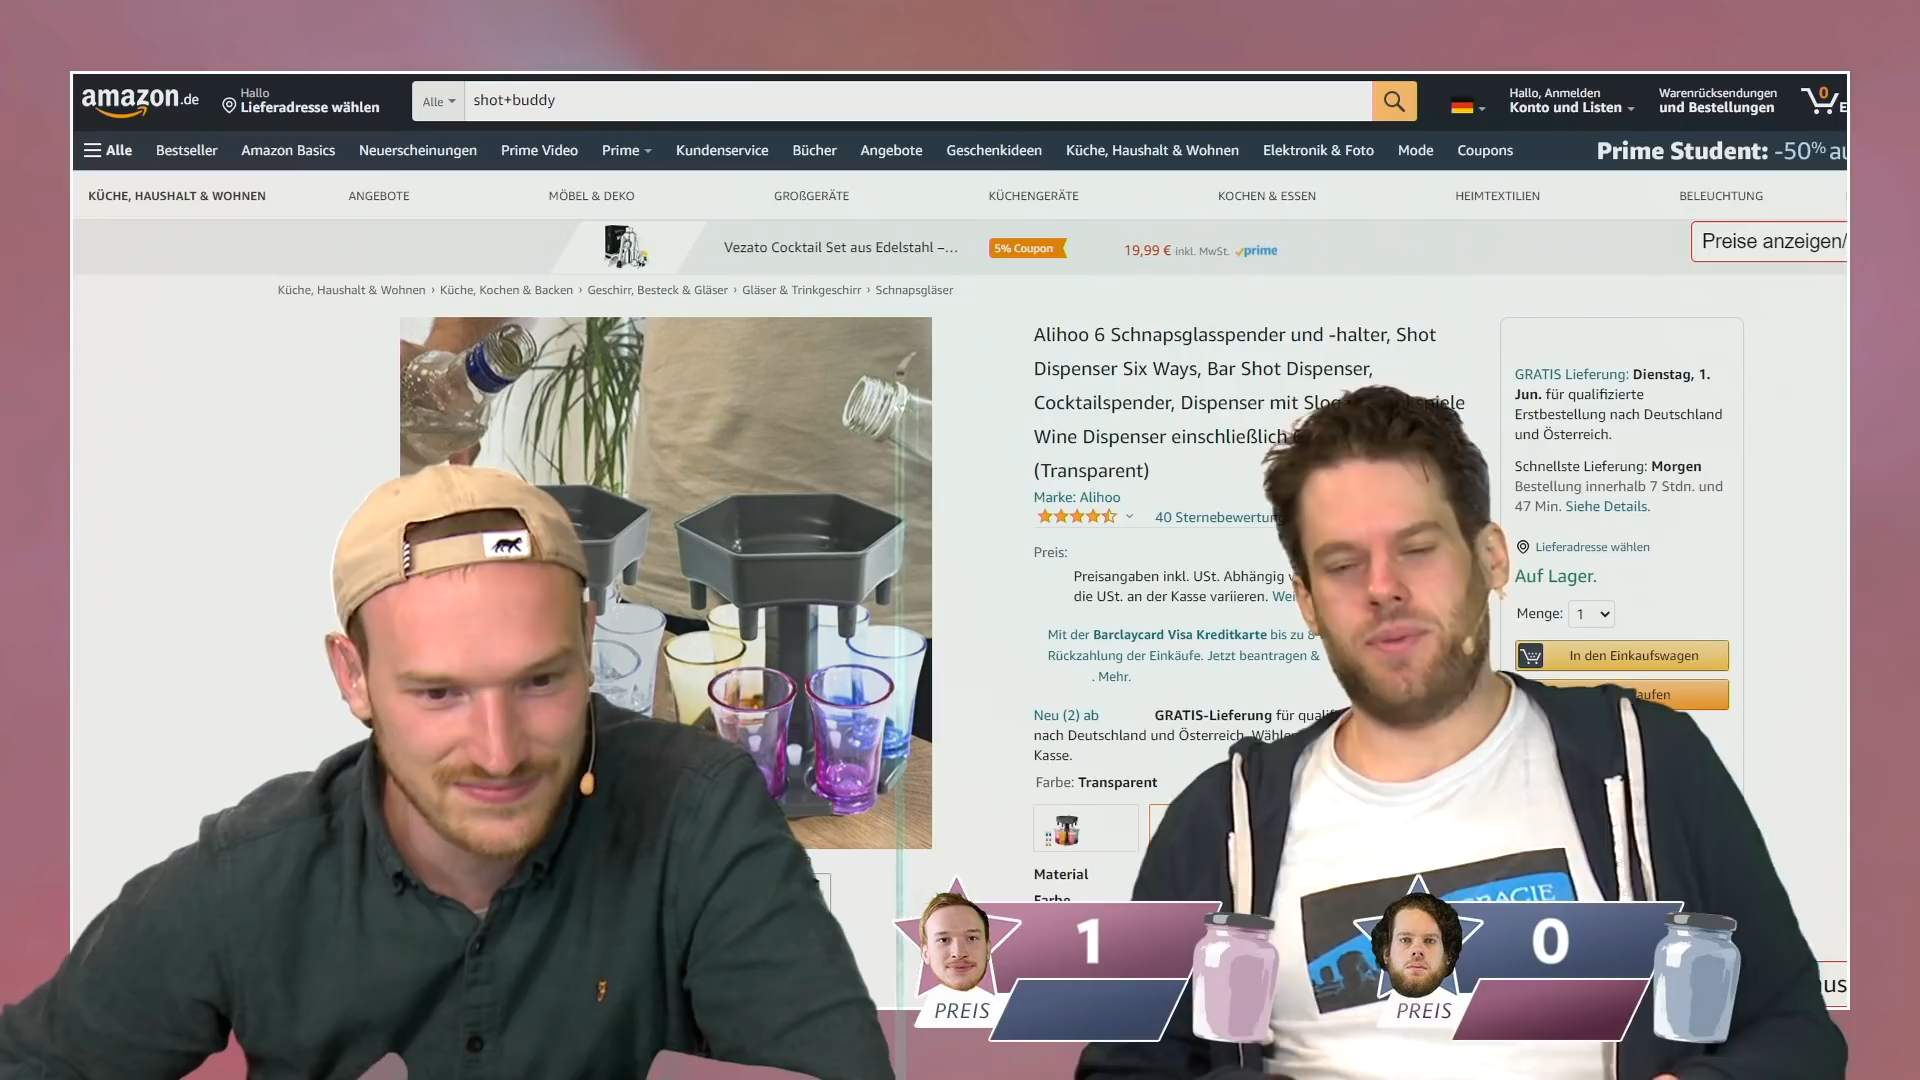 amazon.de
Hallo
Lieferadresse wählen
Alle
shot+buddy
Hallo, Anmelden
Konto und Listen
Warenrücksendungen
und Bestellungen
0
Alle
Bestseller
Amazon Basics
Neuerscheinungen
Prime Video
Prime
Kundenservice
Bücher
Angebote
Geschenkideen
Küche, Haushalt & Wohnen
Elektronik & Foto
Mode
Coupons
Prime Student: -50%
KÜCHE, HAUSHALT & WOHNEN
ANGEBOTE
MÖBEL & DEKO
GROßGERÄTE
KÜCHENGERÄTE
KOCHEN & ESSEN
HEIMTEXTILIEN
BELEUCHTUNG
Vezato Cocktail Set aus Edelstahl –…
5% Coupon
19,99 € inkl. MwSt. prime
Preise anzeigen/
Küche, Haushalt & Wohnen › Küche, Kochen & Backen › Geschirr, Besteck & Gläser › Gläser & Trinkgeschirr › Schnapsgläser
Alihoo 6 Schnapsglasspender und -halter, Shot
Dispenser Six Ways, Bar Shot Dispenser,
Cocktailspender, Dispenser mit
Wine Dispenser einschließlich
(Transparent)
Marke: Alihoo
40
Preis:
Preisangaben inkl. USt. Abhängig
die USt. an der Kasse variieren.
Mit der Barclaycard Visa Kreditkarte bis zu
Rückzahlung der Einkäufe. Jetzt beantragen &
. Mehr.
Neu (2) ab
GRATIS-Lieferung für
nach Deutschland und Österreich.
Kasse.
Farbe: Transparent
Material
Farbe
GRATIS Lieferung: Dienstag, 1.
Jun. für qualifizierte
Erstbestellung nach Deutschland
und Österreich.
Schnellste Lieferung: Morgen
Bestellung innerhalb 7 Stdn. und
47 Min. Siehe Details.
Lieferadresse wählen
Auf Lager.
Menge: 1
In den Einkaufswagen
1
PREIS
0
PREIS